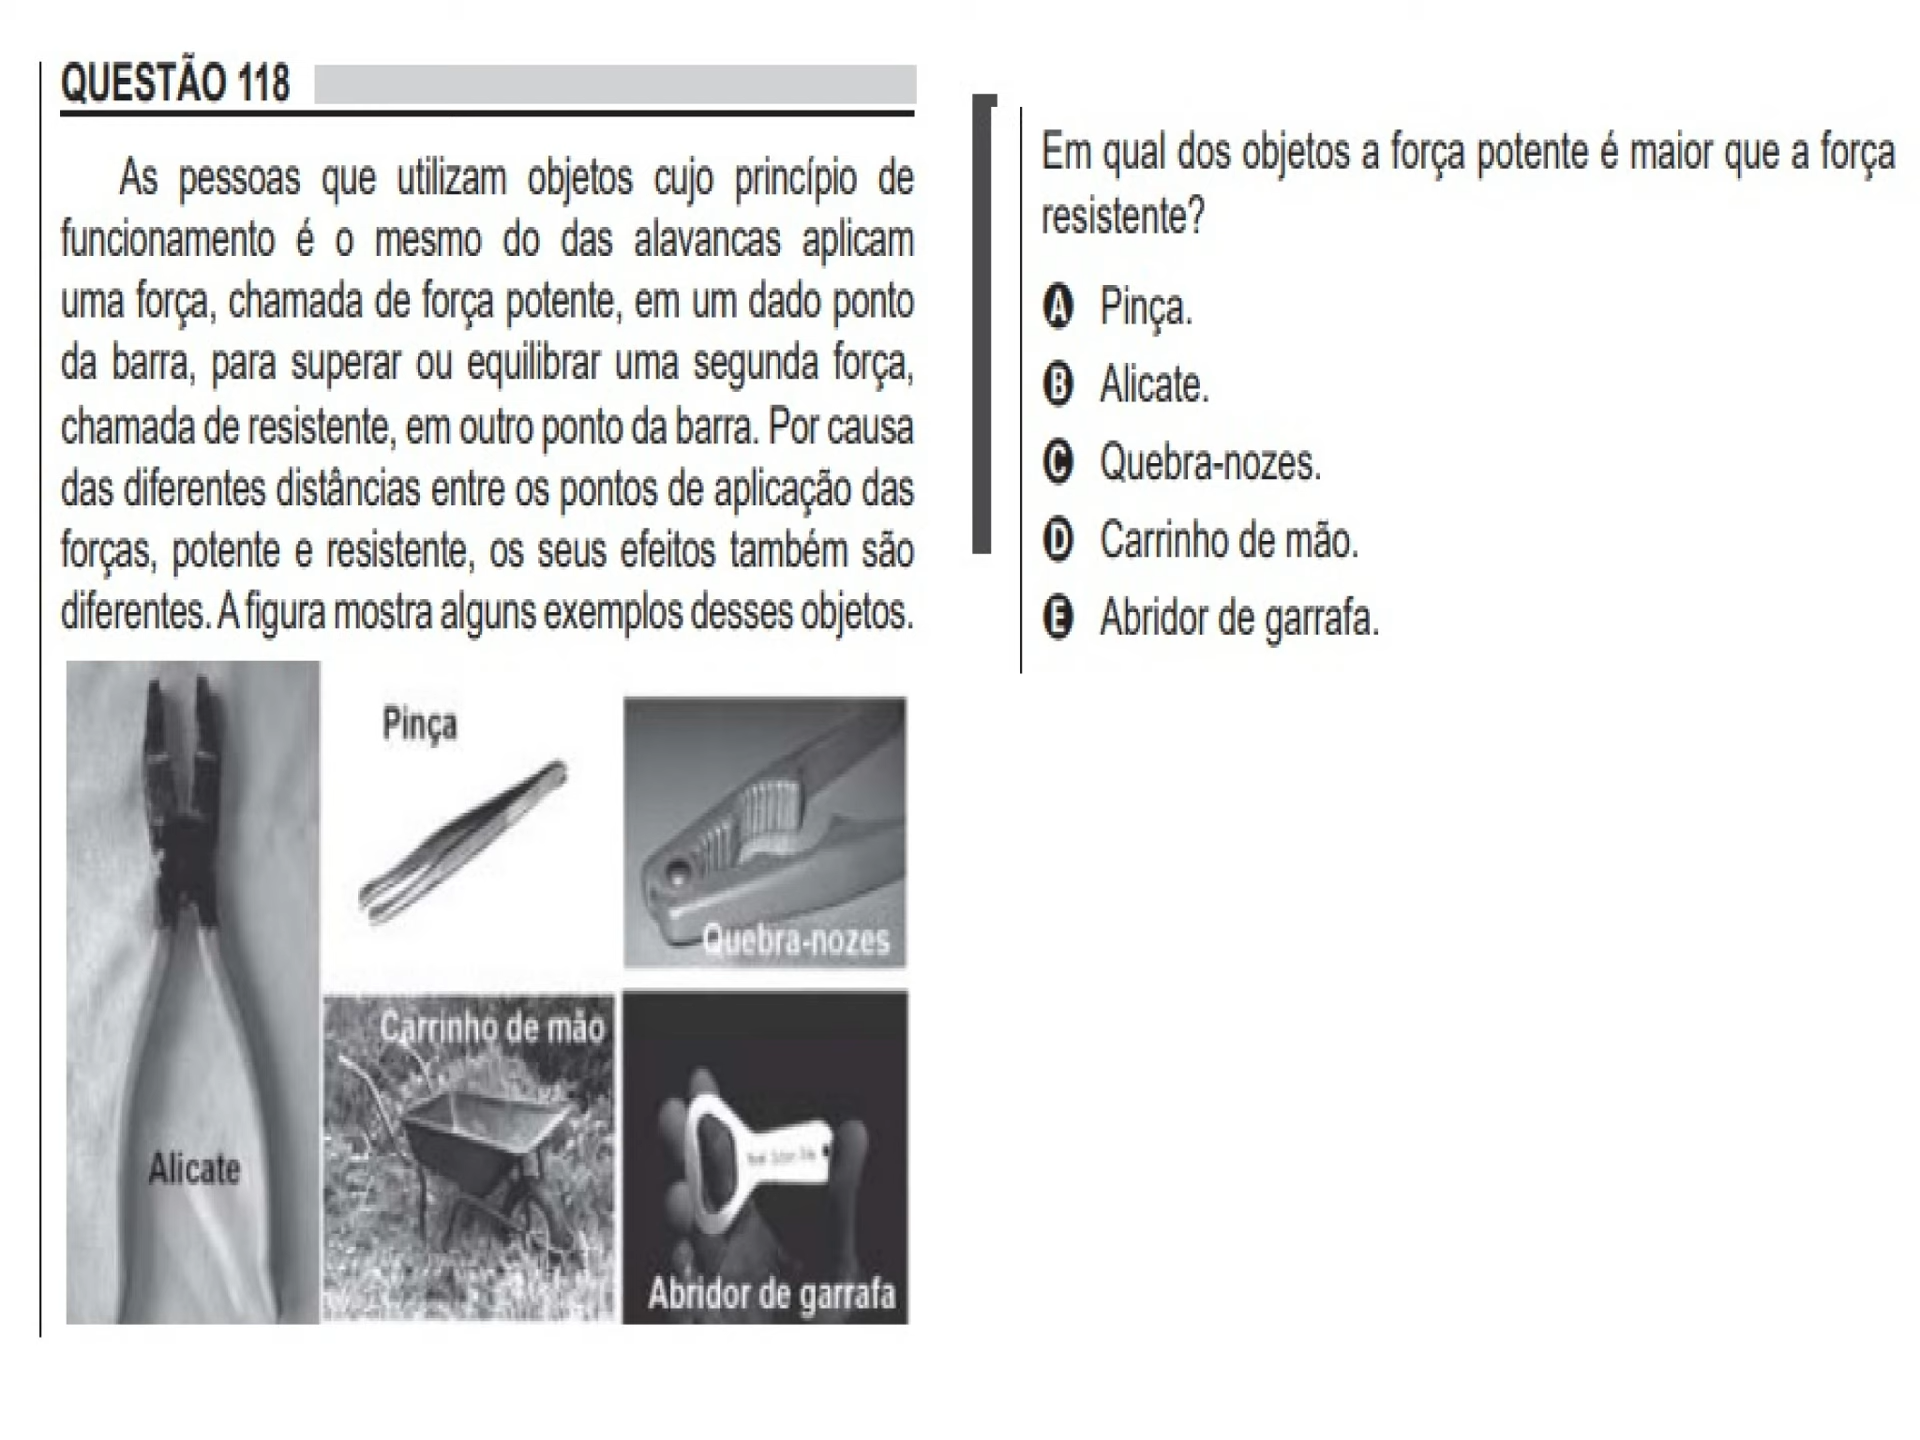 QUESTÃO 118
As pessoas que utilizam objetos cujo princípio de
funcionamento é o mesmo do das alavancas aplicam
uma força, chamada de força potente, em um dado ponto
da barra, para superar ou equilibrar uma segunda força,
chamada de resistente, em outro ponto da barra. Por causa
das diferentes distâncias entre os pontos de aplicação das
forças, potente e resistente, os seus efeitos também são
diferentes. A figura mostra alguns exemplos desses objetos.
Pinça
Quebra-nozes
Carrinho de mão
Alicate
Abridor de garrafa
Em qual dos objetos a força potente é maior que a força
resistente?
A Pinça.
B Alicate.
C Quebra-nozes.
D Carrinho de mão.
E Abridor de garrafa.